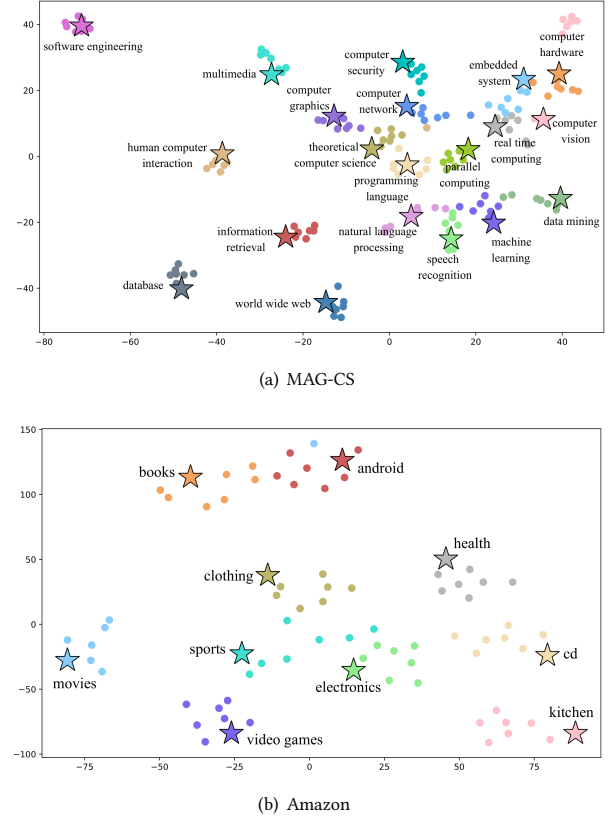 40
20
0
−20
−40
−80
−60
−40
−20
0
20
40
software engineering
multimedia
computer
security
computer
hardware
embedded
system
computer
graphics
computer
network
computer
vision
real time
computing
human computer
interaction
theoretical
computer science
parallel
computing
programming
language
information
retrieval
natural language
processing
data mining
machine
learning
speech
recognition
database
world wide web
(a) MAG-CS
150
100
50
0
−50
−100
−75
−50
−25
0
25
50
75
books
android
health
clothing
sports
cd
movies
electronics
kitchen
video games
(b) Amazon